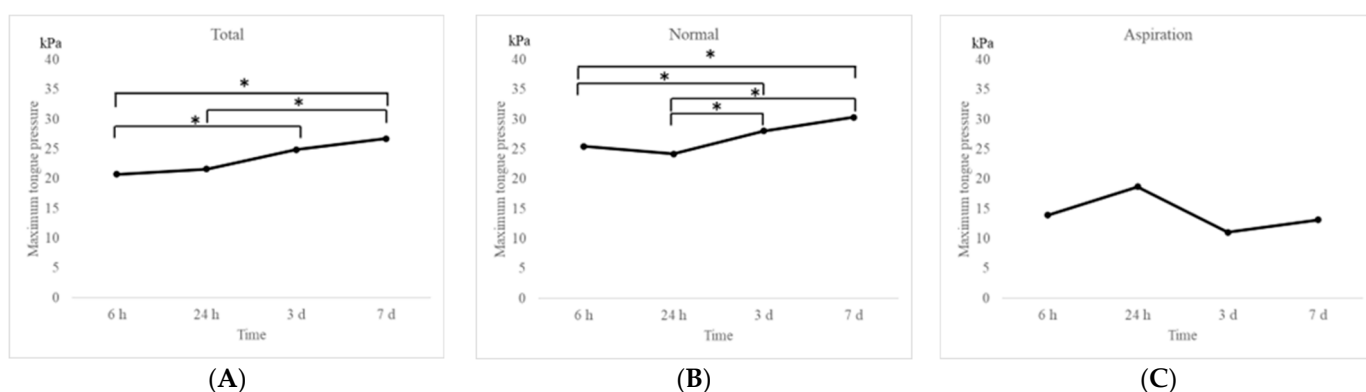 Total
kPa
40
35
30
25
20
15
10
5
0
Maximum tongue pressure
*
*
*
6 h
24 h
3 d
7 d
Time
(A)
Normal
kPa
40
35
30
25
20
15
10
5
0
Maximum tongue pressure
*
*
*
*
6 h
24 h
3 d
7 d
Time
(B)
Aspiration
kPa
40
35
30
25
20
15
10
5
0
Maximum tongue pressure
6 h
24 h
3 d
7 d
Time
(C)